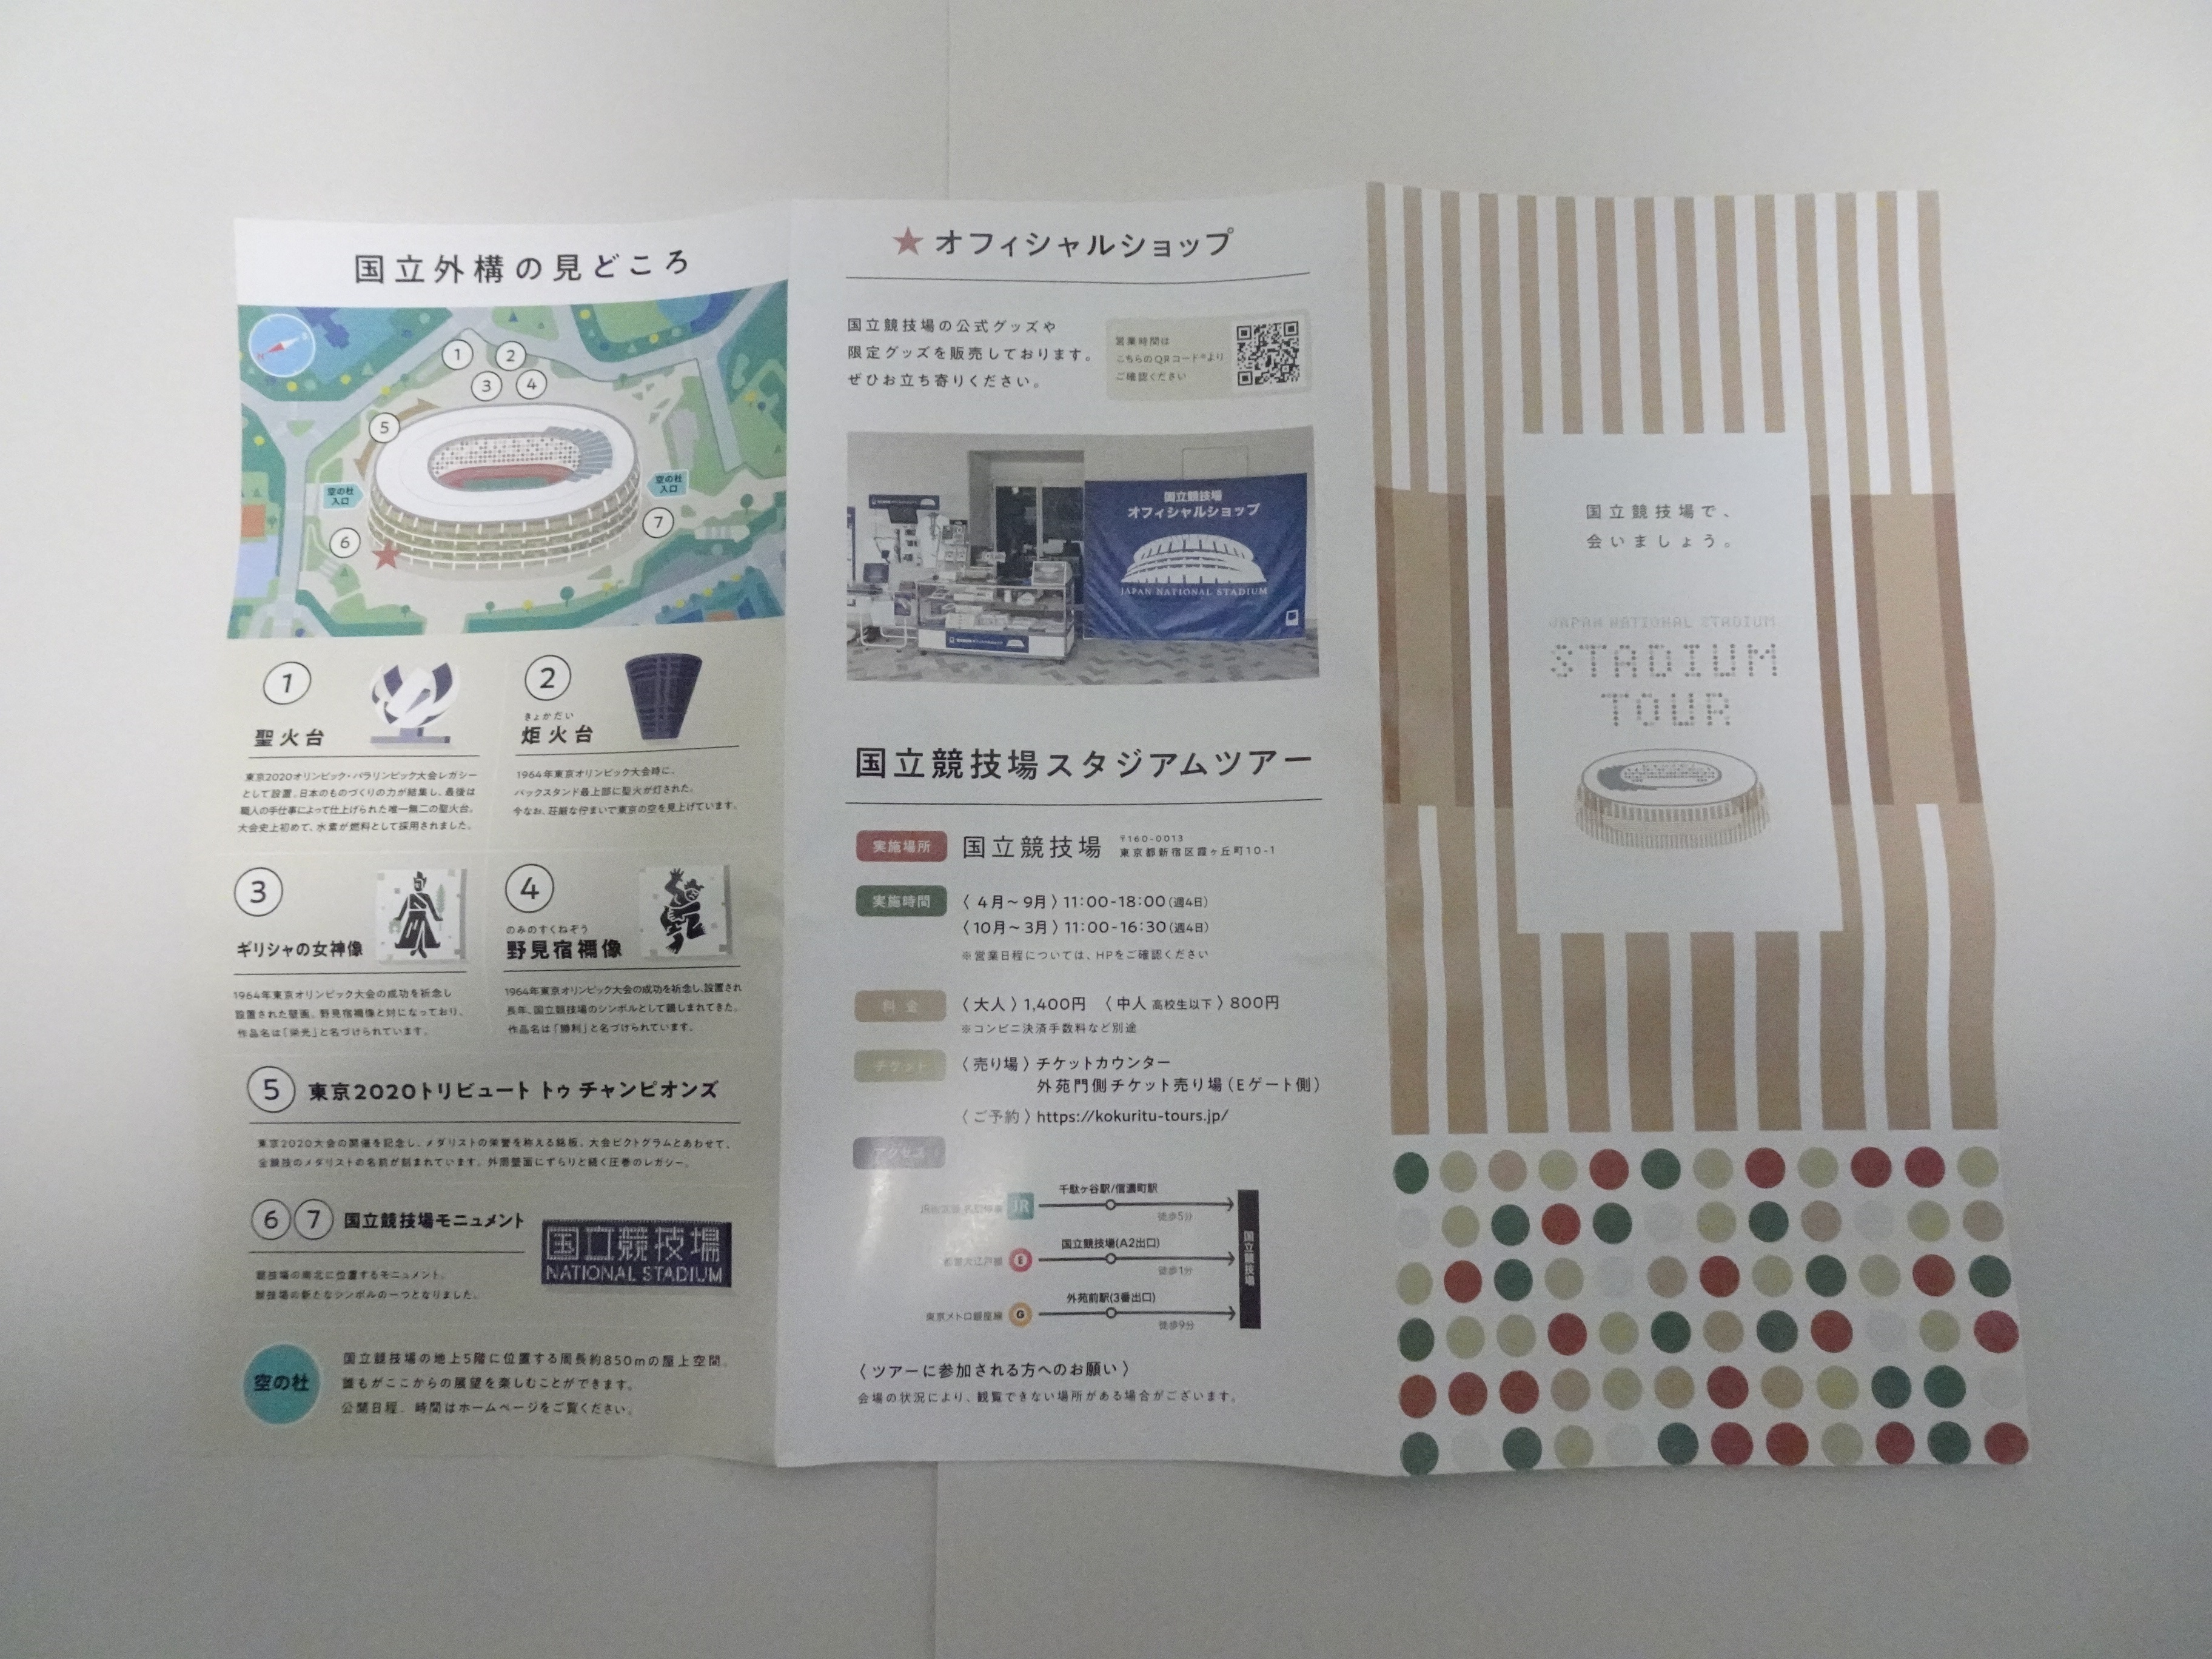 国立外構の見どころ
1
2
3
4
5
空の杜
入口
空の杜
入口
6
7
1
聖火台
東京2020オリンピック・パラリンピック大会レガシー
として設置。日本のものづくりの力が結集し、最後は
職人の手仕事によって仕上げられた唯一無二の聖火台。
大会史上初めて、水素が燃料として採用されました。
2
きょかだい
炬火台
1964年東京オリンピック大会時に、
バックスタンド最上部に聖火が灯された。
今なお、荘厳な佇まいで東京の空を見上げています。
3
ギリシャの女神像
1964年東京オリンピック大会の成功を祈念し
設置された壁画。野見宿禰像と対になっており、
作品名は「栄光」と名づけられています。
4
のみのすくねぞう
野見宿禰像
1964年東京オリンピック大会の成功を祈念し、設置され
長年、国立競技場のシンボルとして親しまれてきた。
作品名は「勝利」と名づけられています。
5 東京2020トリビュート トゥ チャンピオンズ
東京2020大会の開催を記念し、メダリストの栄誉を称える銘板。大会ピクトグラムとあわせて、
全競技のメダリストの名前が刻まれています。外周壁面にずらりと続く圧巻のレガシー。
6 7 国立競技場モニュメント
競技場の南北に位置するモニュメント。
競技場の新たなシンボルの一つとなりました。
国立競技場
NATIONAL STADIUM
空の杜
国立競技場の地上5階に位置する周長約850mの屋上空間。
誰もがここからの展望を楽しむことができます。
公開日程、時間はホームページをご覧ください。
★オフィシャルショップ
国立競技場の公式グッズや
限定グッズを販売しております。
ぜひお立ち寄りください。
営業時間は
こちらのQRコード®より
ご確認ください
国立競技場
オフィシャルショップ
JAPAN NATIONAL STADIUM
国立競技場スタジアムツアー
実施場所 国立競技場 〒160-0013
東京都新宿区霞ヶ丘町10-1
実施時間 〈 4月〜 9月〉11:00-18:00(週4日)
〈10月〜 3月〉11:00-16:30(週4日)
※営業日程については、HPをご確認ください
料金 〈大人〉1,400円 〈中人 高校生以下〉800円
※コンビニ決済手数料など別途
チケット 〈売り場〉チケットカウンター
外苑門側チケット売り場(Eゲート側)
〈ご予約〉https://kokuritu-tours.jp/
アクセス
JR 千駄ヶ谷駅/信濃町駅
徒歩5分
都営大江戸線 E 国立競技場(A2出口)
徒歩1分
東京メトロ銀座線 G 外苑前駅(3番出口)
徒歩9分
国立競技場
〈ツアーに参加される方へのお願い〉
会場の状況により、観覧できない場所がある場合がございます。
国立競技場で、
会いましょう。
JAPAN NATIONAL STADIUM
STADIUM
TOUR